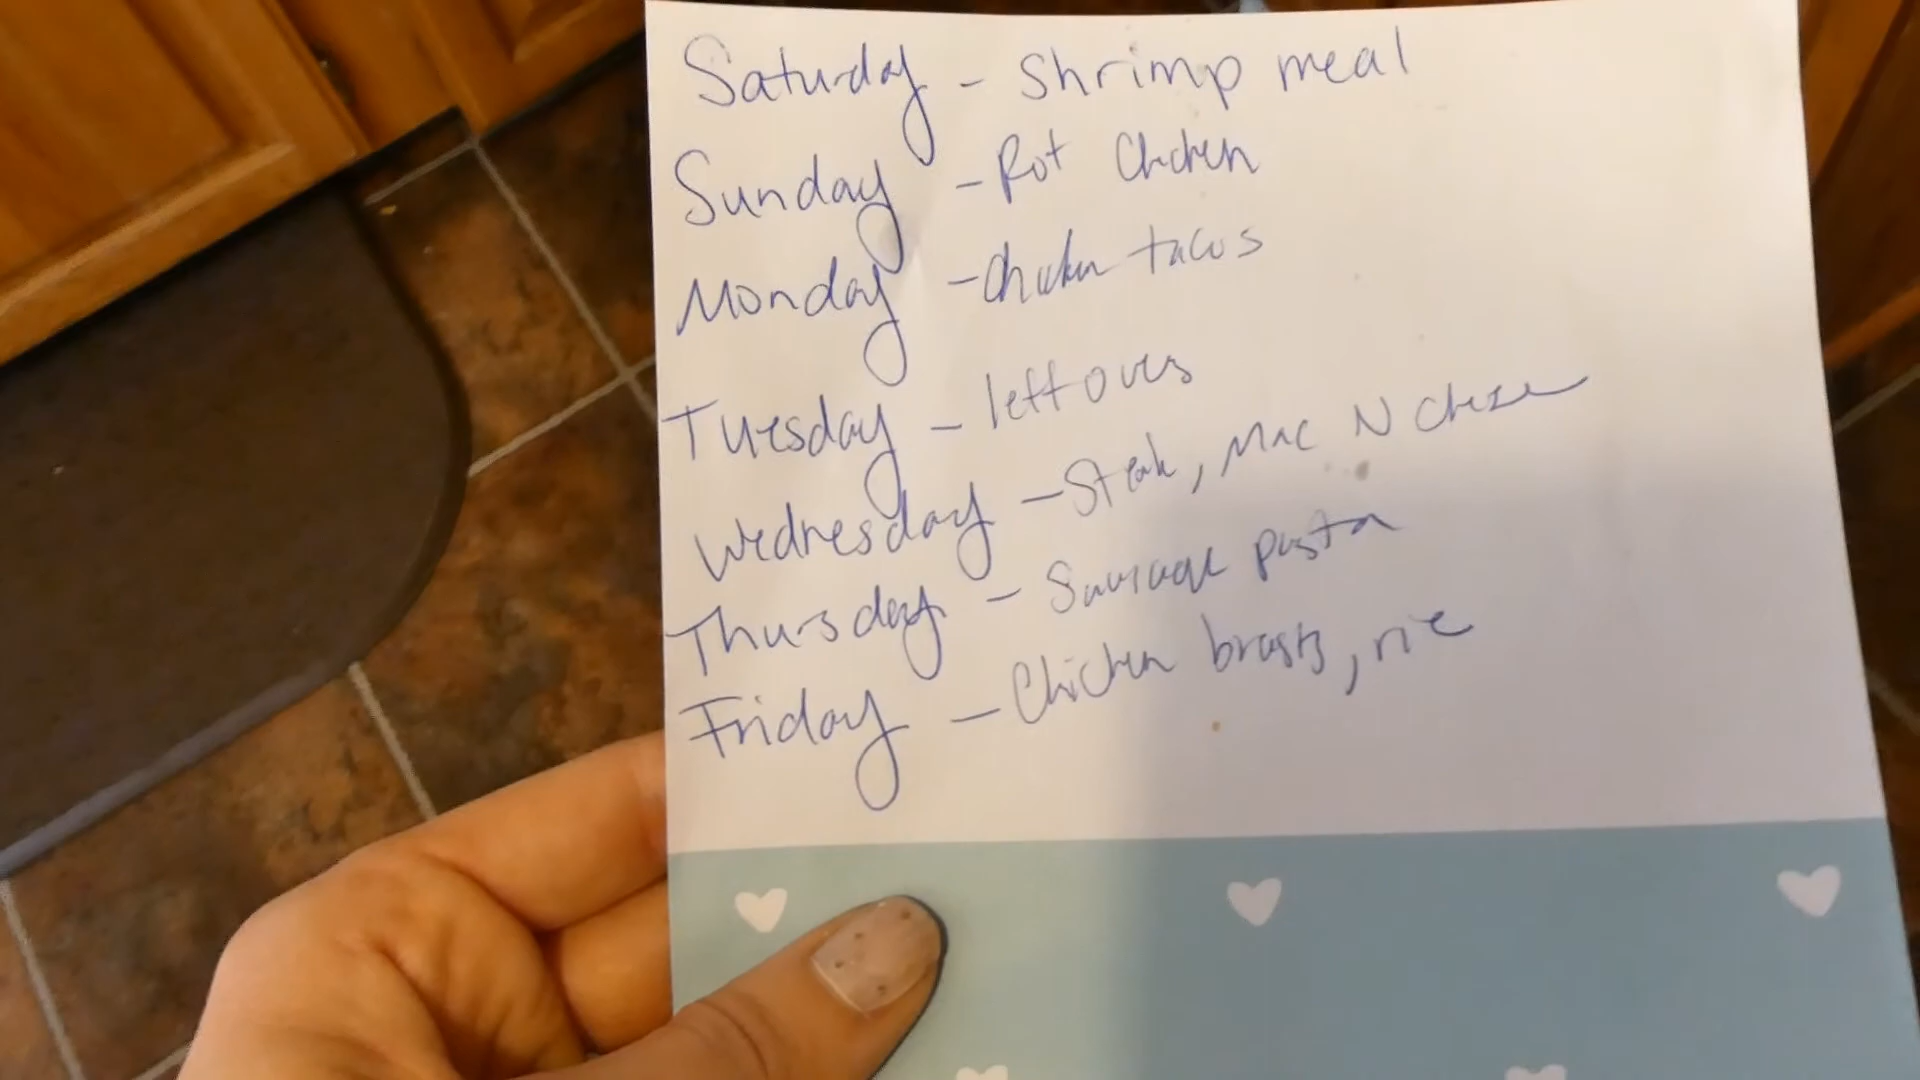 Saturday - Shrimp meal
Sunday - Rot Chicken
Monday - Chicken tacos
Tuesday - leftovers
Wednesday - Steak, Mac N Cheese
Thursday - Sausage pasta
Friday - Chicken breasts, rice